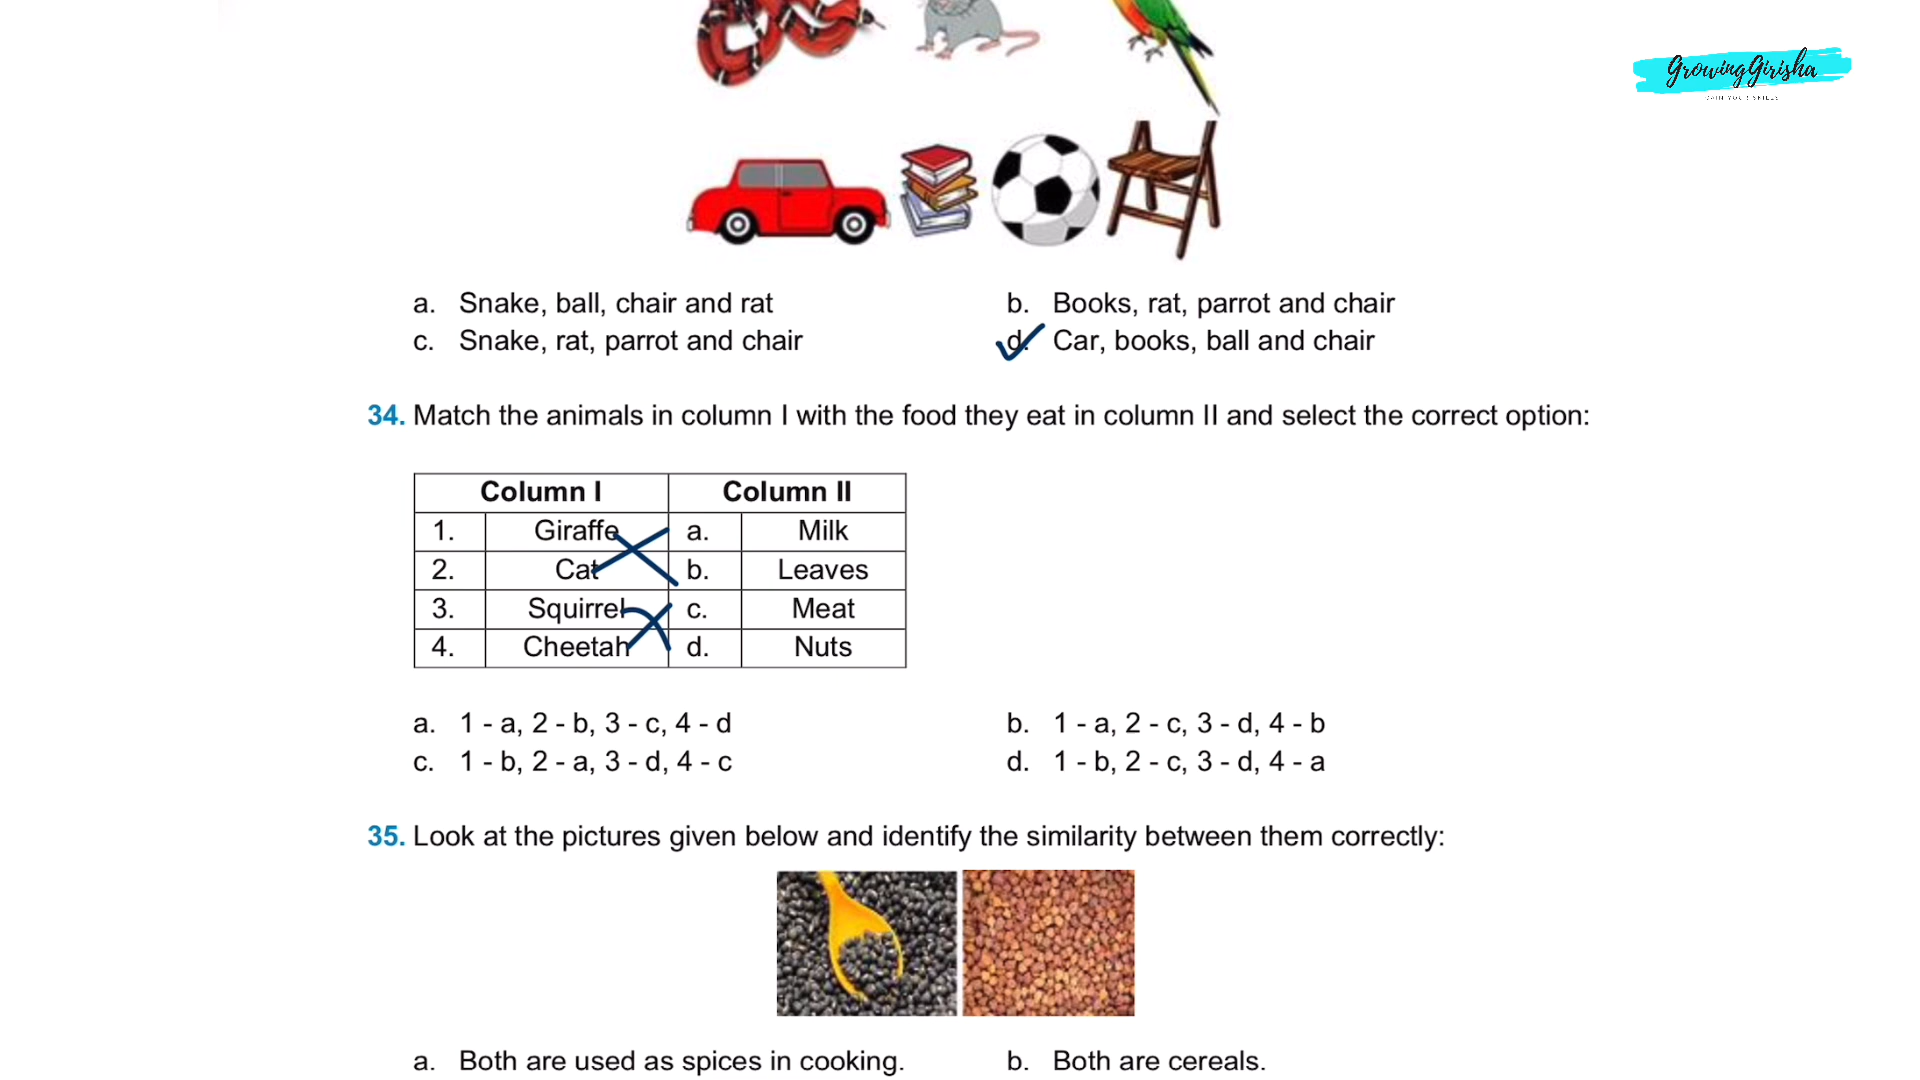 GrowingGirisha
a. Snake, ball, chair and rat b. Books, rat, parrot and chair
c. Snake, rat, parrot and chair d. Car, books, ball and chair
34. Match the animals in column I with the food they eat in column II and select the correct option:
Column I Column II
1. Giraffe a. Milk
2. Cat b. Leaves
3. Squirrel c. Meat
4. Cheetah d. Nuts
a. 1 - a, 2 - b, 3 - c, 4 - d b. 1 - a, 2 - c, 3 - d, 4 - b
c. 1 - b, 2 - a, 3 - d, 4 - c d. 1 - b, 2 - c, 3 - d, 4 - a
35. Look at the pictures given below and identify the similarity between them correctly:
a. Both are used as spices in cooking. b. Both are cereals.